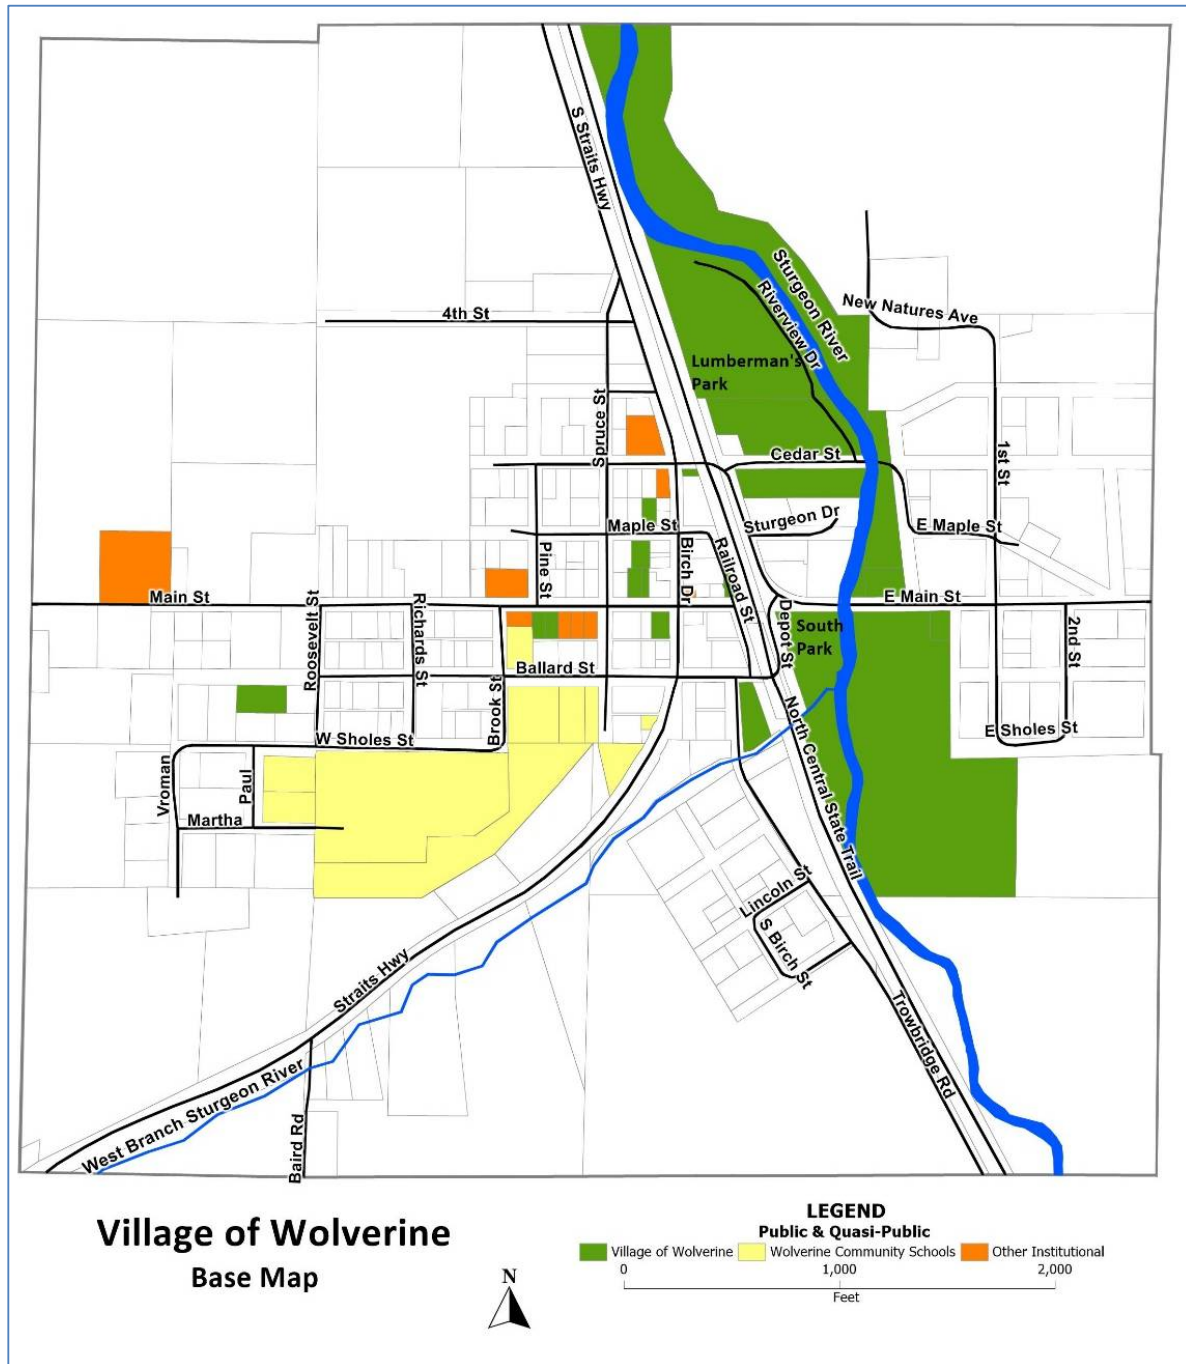 S Straits Hwy
Sturgeon River
Riverview Dr
New Natures Ave
4th St
Lumberman's
Park
Spruce St
Cedar St
1st St
Sturgeon Dr
Maple St
E Maple St
Pine St
Birch Dr
Railroad St
Main St
E Main St
Roosevelt St
Richards St
Depot St
South
Park
2nd St
Ballard St
Brook St
W Sholes St
E Sholes St
North Central State Trail
Vroman
Paul
Martha
Lincoln St
S Birch St
Straits Hwy
Trowbridge Rd
West Branch Sturgeon River
Baird Rd
Village of Wolverine
Base Map
N
LEGEND
Public & Quasi-Public
Village of Wolverine Wolverine Community Schools Other Institutional
0 1,000 2,000
Feet